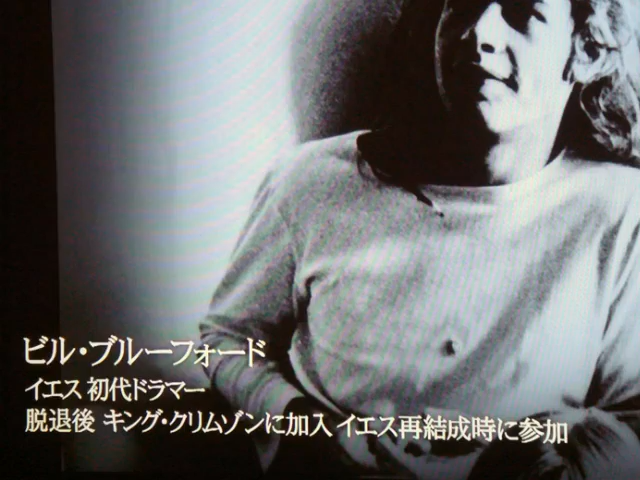 ビル・ブルーフォード
イエス 初代ドラマー
脱退後 キング・クリムゾンに加入 イエス再結成時に参加